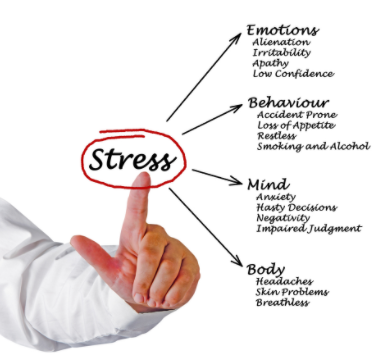 Stress
Emotions
Alienation
Irritability
Apathy
Low Confidence
Behaviour
Accident Prone
Loss of Appetite
Restless
Smoking and Alcohol
Mind
Anxiety
Hasty Decisions
Negativity
Impaired Judgment
Body
Headaches
Skin Problems
Breathless